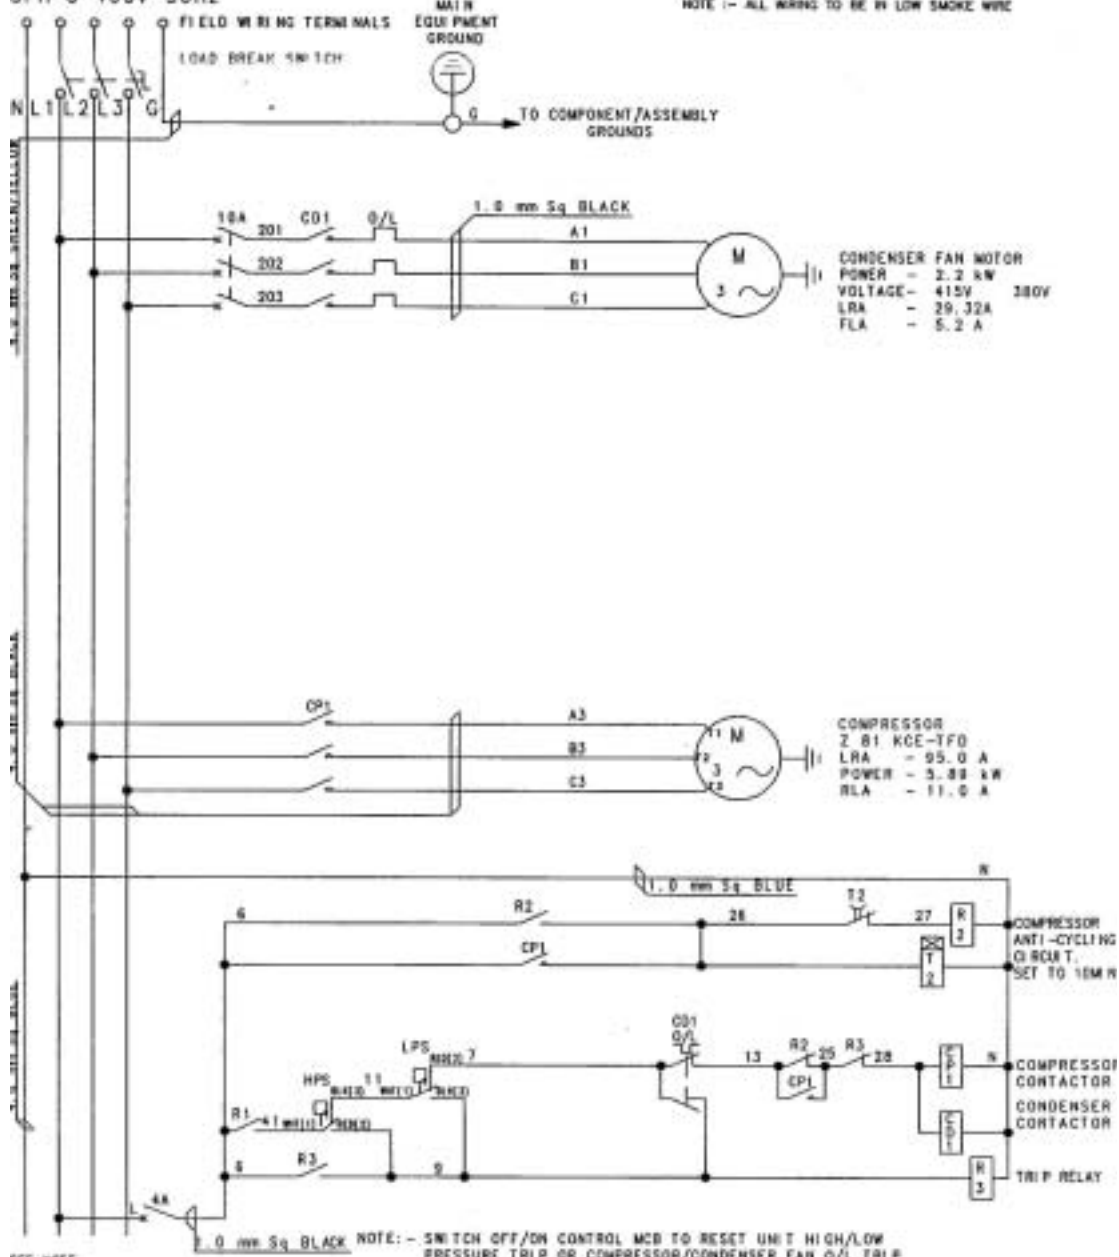 NOTE :- ALL WIRING TO BE IN LOW SMOKE WIRE
FIELD WIRING TERMINALS
MAIN
EQUIPMENT
GROUND
LOAD BREAK SWITCH
N L1 L2 L3 G
G
TO COMPONENT/ASSEMBLY
GROUNDS
1.0 mm Sq BLACK
10A CD1 O/L
201 A1
202 B1
203 C1
M
3
CONDENSER FAN MOTOR
POWER - 2.2 kW
VOLTAGE- 415V 380V
LRA - 29.32A
FLA - 5.2 A
CP1
A3
B3
C3
T1 M
T2
3
T3
COMPRESSOR
Z 81 KCE-TFD
LRA - 95.0 A
POWER - 5.88 kW
RLA - 11.0 A
N
1.0 mm Sq BLUE
6 R2 26 T2 27 R
2
CP1
T
2
COMPRESSOR
ANTI-CYCLING
CIRCUIT.
SET TO 10MIN
CD1
O/L
LPS 7 13 R2 25 R3 28 N
CP1
HPS 11
R1 41
COMPRESSOR
CONTACTOR
CONDENSER
CONTACTOR
6 R3 9 R
3
TRIP RELAY
L 4A
1.0 mm Sq BLACK
NOTE:- SWITCH OFF/ON CONTROL MCB TO RESET UNIT HIGH/LOW
PRESSURE TRIP OR COMPRESSOR/CONDENSER FAN O/L TRIP